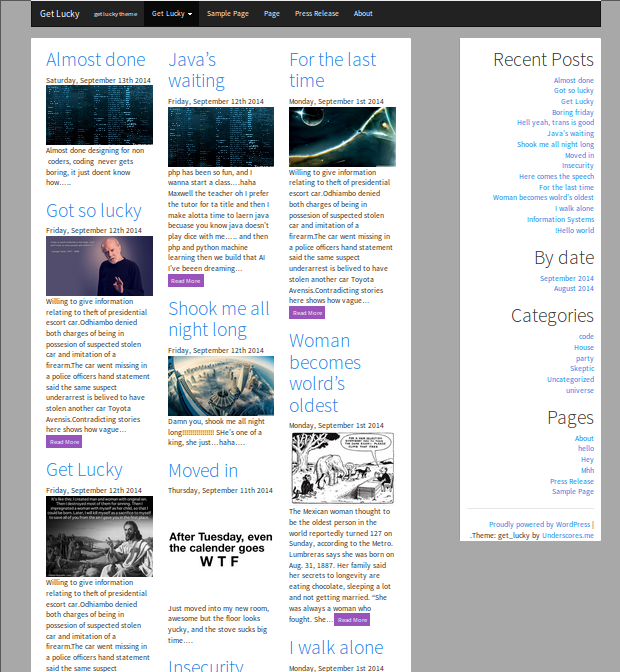 Get Lucky get lucky theme Get Lucky Sample Page Page Press Release About
Almost done
Saturday, September 13th 2014
Almost done designing for non
coders, coding never gets
boring, it just doent know
how…..
Got so lucky
Friday, September 12th 2014
Willing to give information
relating to theft of presidential
escort car.Odhiambo denied
both charges of being in
possesion of suspected stolen
car and imitation of a
firearm.The car went missing in
a police officers hand statement
said the same suspect
underarrest is belived to have
stolen another car Toyota
Avensis.Contradicting stories
here shows how vague…
Read More
Get Lucky
Friday, September 12th 2014
Willing to give information
relating to theft of presidential
escort car.Odhiambo denied
both charges of being in
possesion of suspected stolen
car and imitation of a
firearm.The car went missing in
a police officers hand statement
Java's
waiting
Friday, September 12th 2014
php has been so fun, and I
wanna start a class….haha
Maxwell the teacher oh I prefer
the tutor for ta title and then I
make alotta time to laern java
becuase you know java doesn't
play dice with me….. and then
php and python machine
learning then we build that AI
I've beeen dreaming…
Read More
Shook me all
night long
Friday, September 12th 2014
Damn you, shook me all night
long!!!!!!!!!!!!!!!! SHe's one of a
king, she just…haha….
Moved in
Thursday, September 11th 2014
After Tuesday, even
the calender goes
W T F
Just moved into my new room,
awesome but the floor looks
yucky, and the stove sucks big
time….
Insecurity
For the last
time
Monday, September 1st 2014
Willing to give information
relating to theft of presidential
escort car.Odhiambo denied
both charges of being in
possesion of suspected stolen
car and imitation of a
firearm.The car went missing in
a police officers hand statement
said the same suspect
underarrest is belived to have
stolen another car Toyota
Avensis.Contradicting stories
here shows how vague…
Read More
Woman
becomes
wolrd's
oldest
Monday, September 1st 2014
The Mexican woman thought to
be the oldest person in the
world reportedly turned 127 on
Sunday, according to the Metro.
Lumbreras says she was born on
Aug. 31, 1887. Her family said
her secrets to longevity are
eating chocolate, sleeping a lot
and not getting married. "She
was always a woman who
fought. She… Read More
I walk alone
Monday, September 1st 2014
Recent Posts
Almost done
Got so lucky
Get Lucky
Boring friday
Hell yeah, trans is good
Java's waiting
Shook me all night long
Moved in
Insecurity
Here comes the speech
For the last time
Woman becomes wolrd's oldest
I walk alone
Information Systems
!Hello world
By date
September 2014
August 2014
Categories
code
House
party
Skeptic
Uncategorized
universe
Pages
About
hello
Hey
Mhh
Press Release
Sample Page
Proudly powered by WordPress |
.Theme: get_lucky by Underscores.me